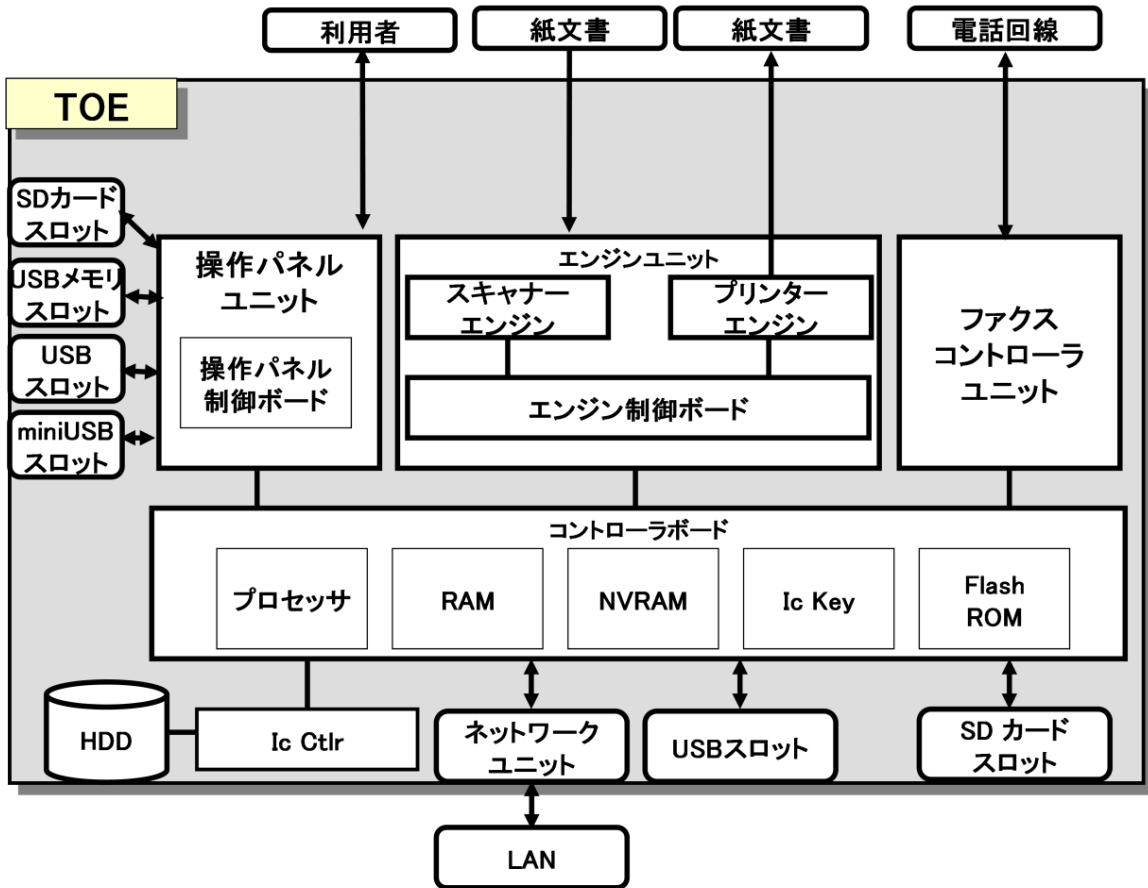 利用者
紙文書
紙文書
電話回線
TOE
SDカード
スロット
USBメモリ
スロット
USB
スロット
miniUSB
スロット
操作パネル
ユニット
操作パネル
制御ボード
エンジンユニット
スキャナー
エンジン
プリンター
エンジン
エンジン制御ボード
ファクス
コントローラ
ユニット
コントローラボード
プロセッサ
RAM
NVRAM
Ic Key
Flash
ROM
HDD
Ic Ctlr
ネットワーク
ユニット
USBスロット
SD カード
スロット
LAN